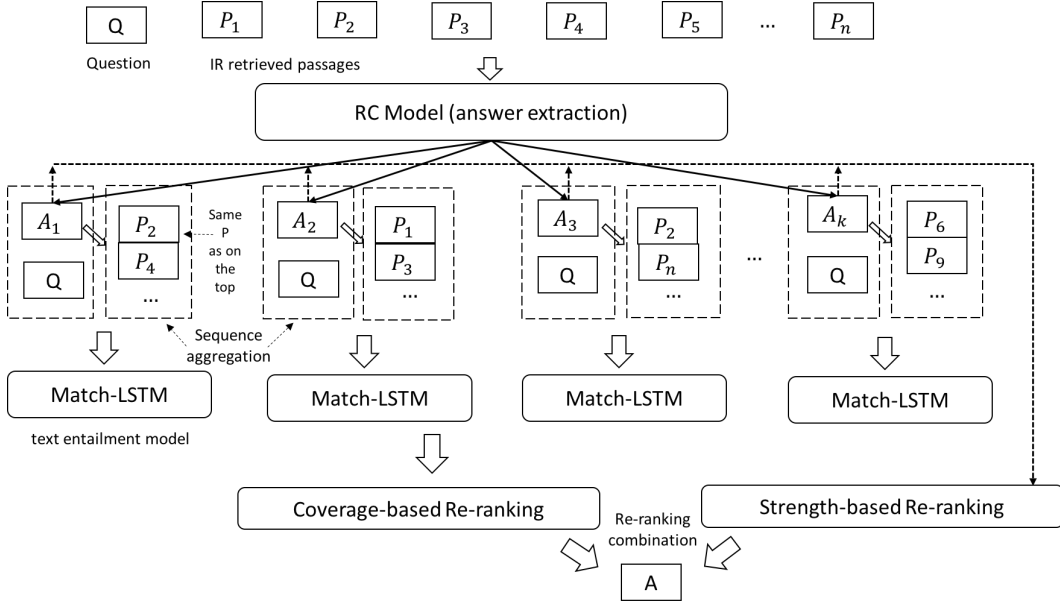 Q P₁ P₂ P₃ P₄ P₅ ... Pₙ
Question IR retrieved passages
RC Model (answer extraction)
A₁ P₂ Same A₂ P₁ A₃ P₂ Aₖ P₆
P
as on
P₄ the P₃ ... Pₙ P₉
Q top Q Q Q
... ... ... ...
Sequence
aggregation
Match-LSTM Match-LSTM Match-LSTM Match-LSTM
text entailment model
Coverage-based Re-ranking Strength-based Re-ranking
Re-ranking
combination
A